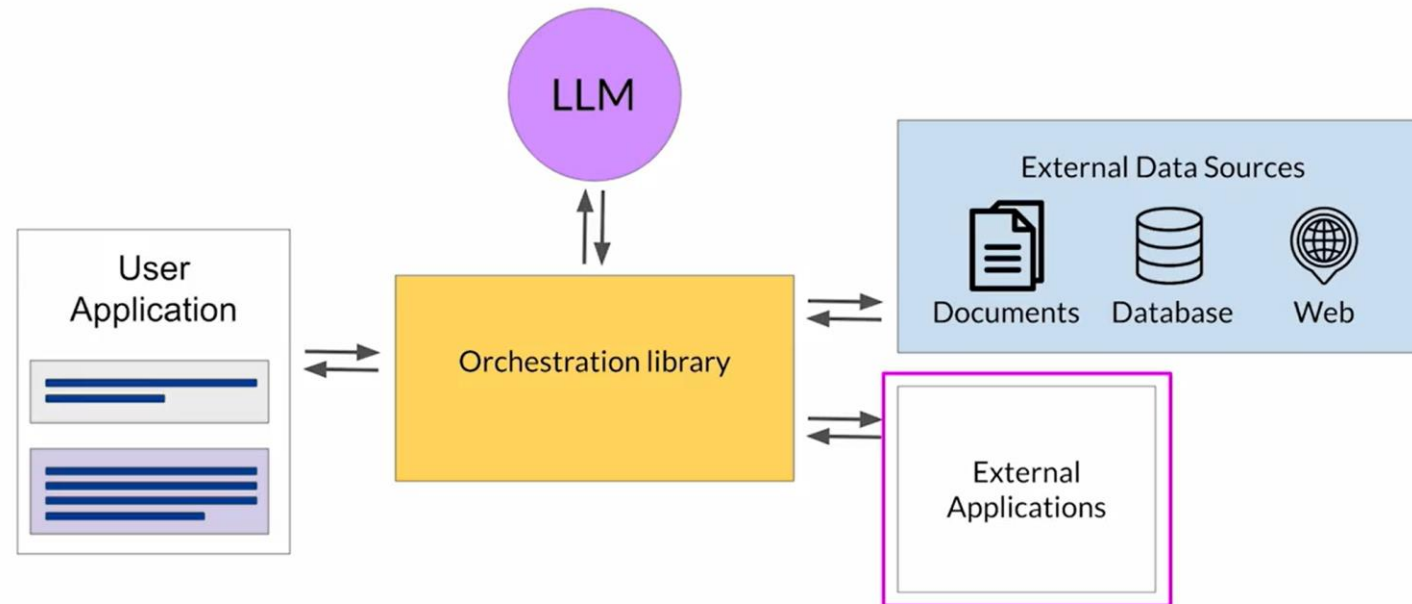 LLM
External Data Sources
Documents Database Web
User
Application
Orchestration library
External
Applications